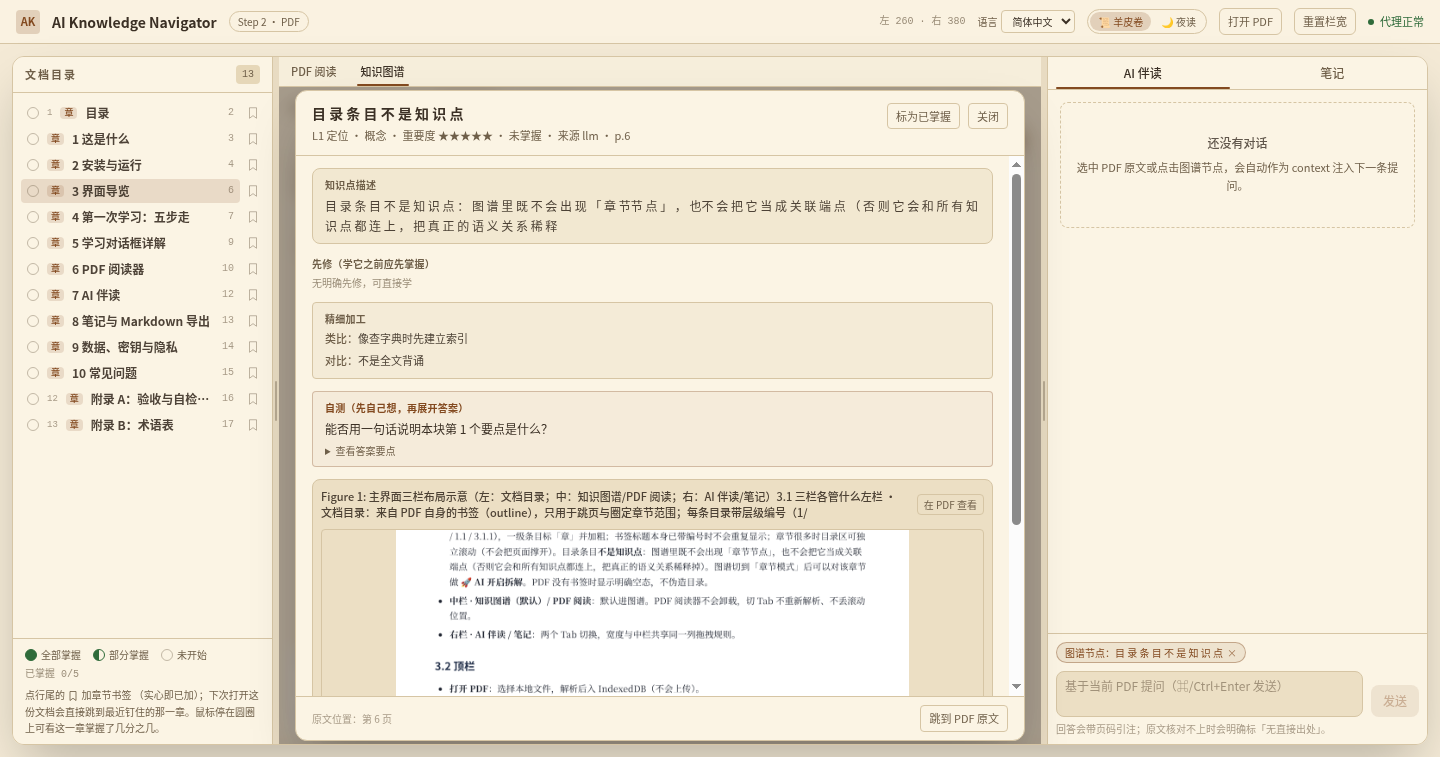 AK AI Knowledge Navigator Step 2 · PDF 左 260 · 右 380 语言 简体中文 📜 羊皮卷 🌙 夜读 打开 PDF 重置栏宽 代理正常
文档目录 13
1 章 目录 2
章 1 这是什么 3
章 2 安装与运行 4
章 3 界面导览 6
章 4 第一次学习：五步走 7
章 5 学习对话框详解 9
章 6 PDF 阅读器 10
章 7 AI 伴读 12
章 8 笔记与 Markdown 导出 13
章 9 数据、密钥与隐私 14
章 10 常见问题 15
12 章 附录 A：验收与自检… 16
13 章 附录 B：术语表 17
全部掌握 部分掌握 未开始
已掌握 0/5
点行尾的 加章节书签 （实心即已加）；下次打开这
份文档会直接跳到最近钉住的那一章。鼠标停在圆圈
上可看这一章掌握了几分之几。
PDF 阅读 知识图谱
目录条目不是知识点
L1 定位 · 概念 · 重要度 ★★★★★ · 未掌握 · 来源 llm · p.6
标为已掌握 关闭
知识点描述
目录条目不是知识点：图谱里既不会出现「章节节点」，也不会把它当成关联端点（否则它会和所有知
识点都连上，把真正的语义关系稀释
先修（学它之前应先掌握）
无明确先修，可直接学
精细加工
类比：像查字典时先建立索引
对比：不是全文背诵
自测（先自己想，再展开答案）
能否用一句话说明本块第 1 个要点是什么？
▶ 查看答案要点
Figure 1: 主界面三栏布局示意（左：文档目录；中：知识图谱/PDF 阅读；右：AI 伴读/笔记）3.1 三栏各管什么左栏 ·
文档目录：来自 PDF 自身的书签（outline），只用于跳页与圈定章节范围；每条目录带层级编号（1/
在 PDF 查看
/ 1.1 / 3.1.1），一级条目标「章」并加粗；书签标题本身已带编号时不会重复显示；章节很多时目录区可独
立滚动（不会把页面撑开）。目录条目不是知识点：图谱里既不会出现「章节节点」，也不会把它当成关联
端点（否则它会和所有知识点都连上，把真正的语义关系稀释掉）。图谱切到「章节模式」后可以对该章节
做 🚀 AI 开启拆解。PDF 没有书签时显示明确空态，不伪造目录。
• 中栏 · 知识图谱（默认）/ PDF 阅读：默认进图谱。PDF 阅读器不会卸载，切 Tab 不重新解析、不丢滚动
位置。
• 右栏 · AI 伴读 / 笔记：两个 Tab 切换，宽度与中栏共享同一列拖拽规则。
3.2 顶栏
• 打开 PDF：选择本地文件，解析后入 IndexedDB（不会上传）。
原文位置：第 6 页 跳到 PDF 原文
AI 伴读 笔记
还没有对话
选中 PDF 原文或点击图谱节点，会自动作为 context 注入下一条提
问。
图谱节点：目录条目不是知识点 ×
基于当前 PDF 提问（⌘/Ctrl+Enter 发送）
发送
回答会带页码引注；原文核对不上时会明确标「无直接出处」。